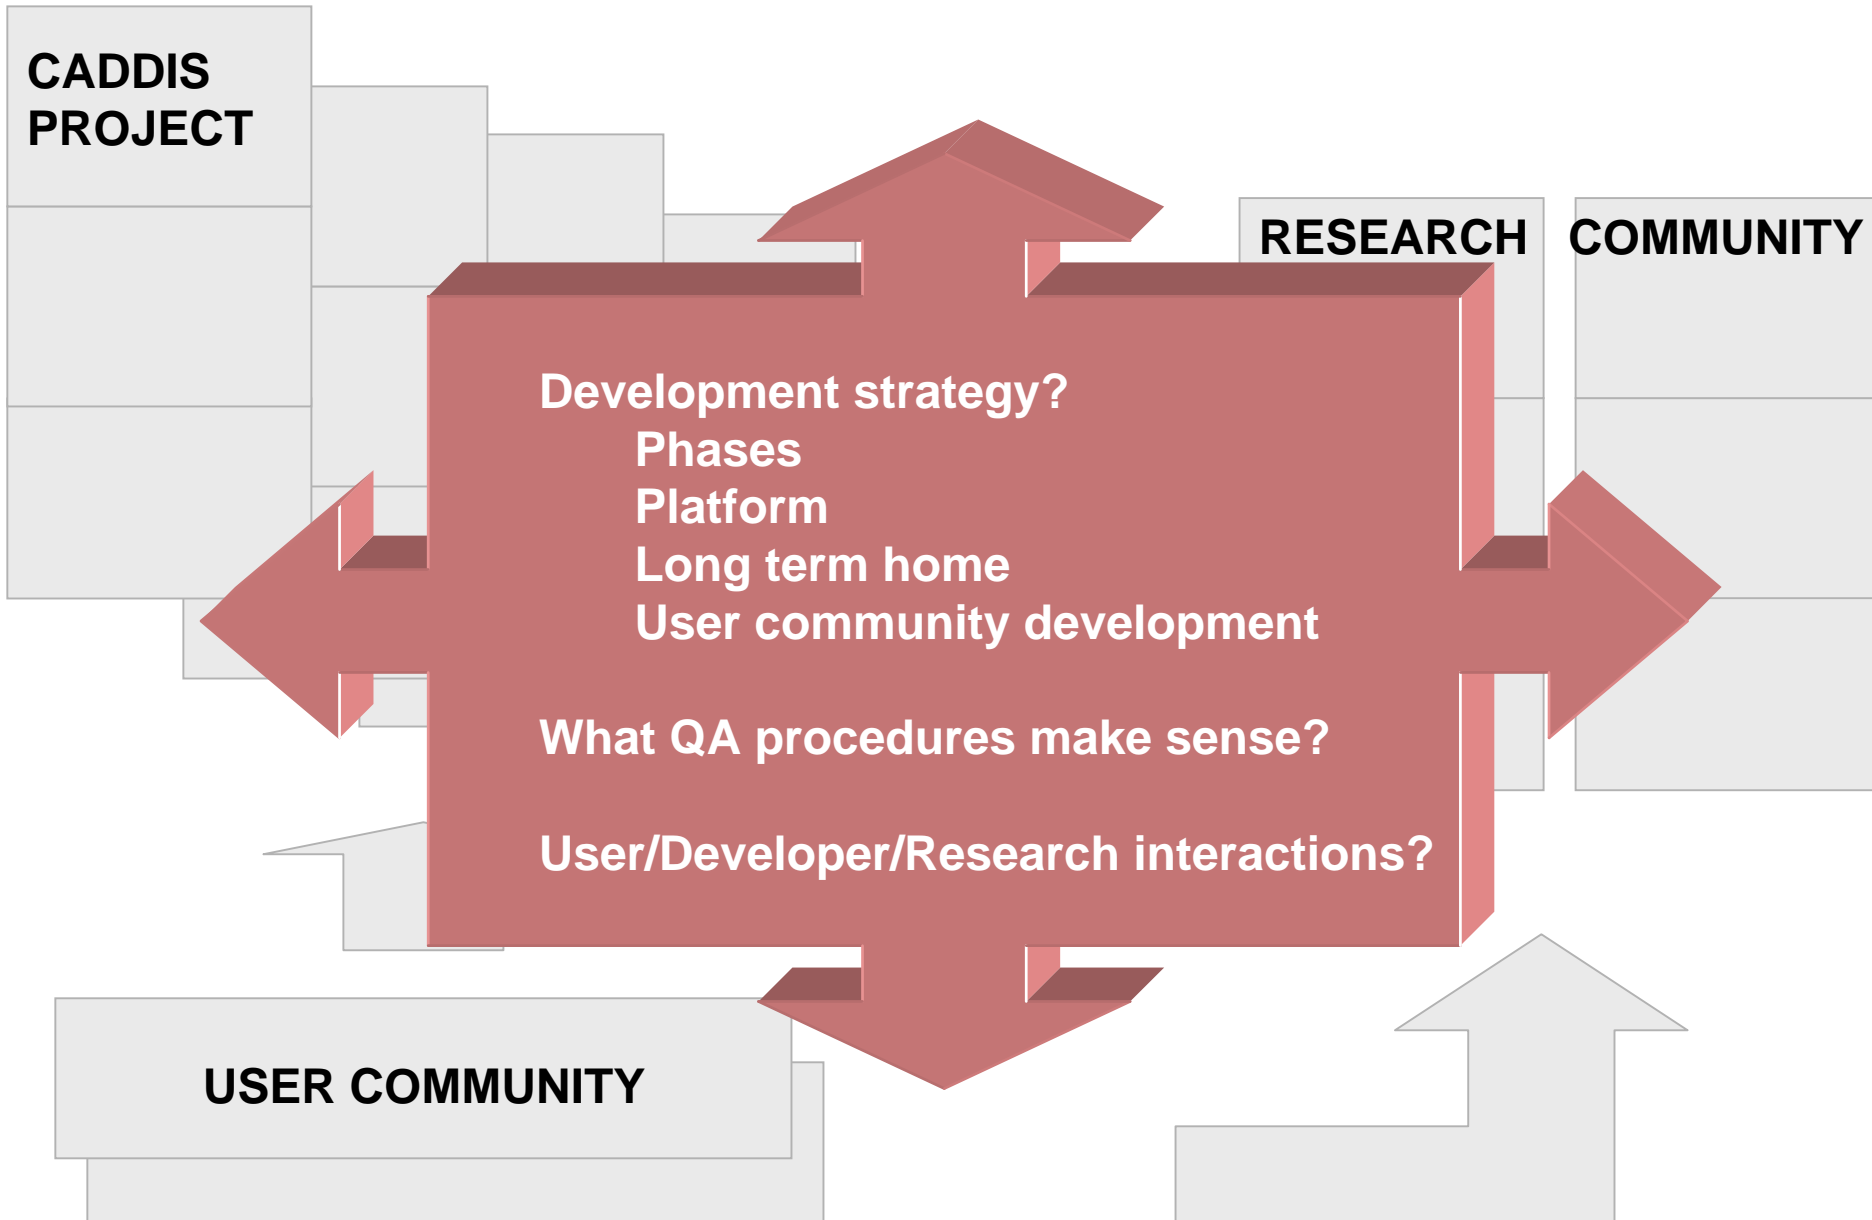 CADDIS
PROJECT
RESEARCH COMMUNITY
Development strategy?
Phases
Platform
Long term home
User community development
What QA procedures make sense?
User/Developer/Research interactions?
USER COMMUNITY